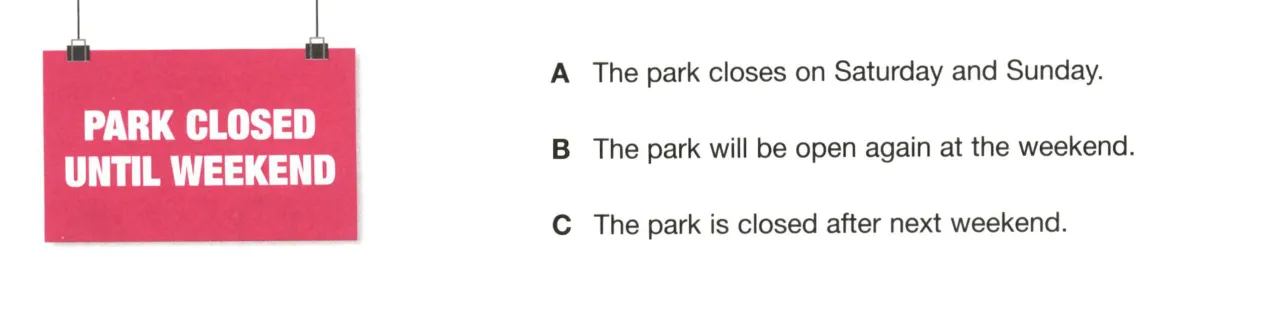 PARK CLOSED
UNTIL WEEKEND
A The park closes on Saturday and Sunday.
B The park will be open again at the weekend.
C The park is closed after next weekend.